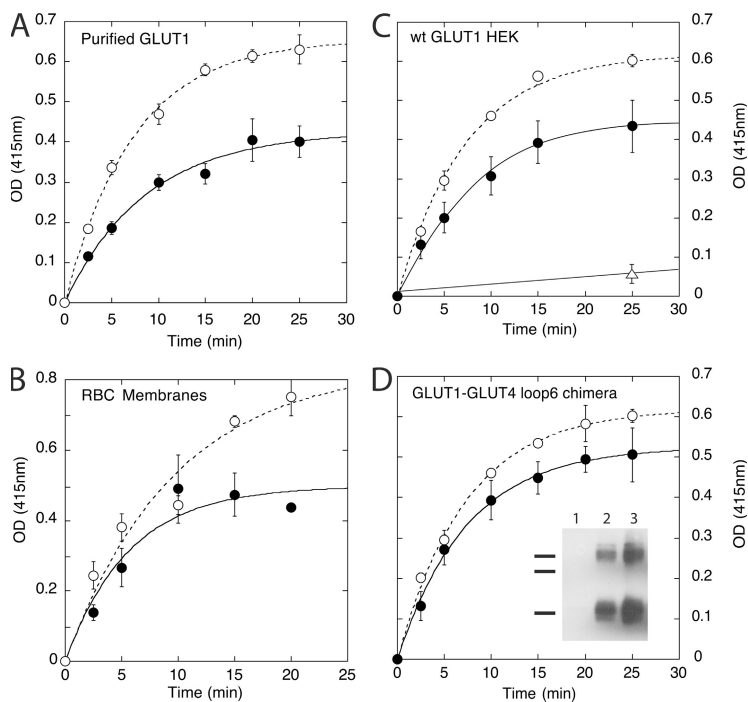 A
Purified GLUT1
OD (415nm)
0.7
0.6
0.5
0.4
0.3
0.2
0.1
0
0 5 10 15 20 25 30
Time (min)
C
wt GLUT1 HEK
OD (415nm)
0.7
0.6
0.5
0.4
0.3
0.2
0.1
0
0 5 10 15 20 25 30
Time (min)
B
RBC Membranes
OD (415nm)
0.8
0.6
0.4
0.2
0
0 5 10 15 20 25
Time (min)
D
GLUT1-GLUT4 loop6 chimera
1 2 3
OD (415nm)
0.7
0.6
0.5
0.4
0.3
0.2
0.1
0
0 5 10 15 20 25 30
Time (min)